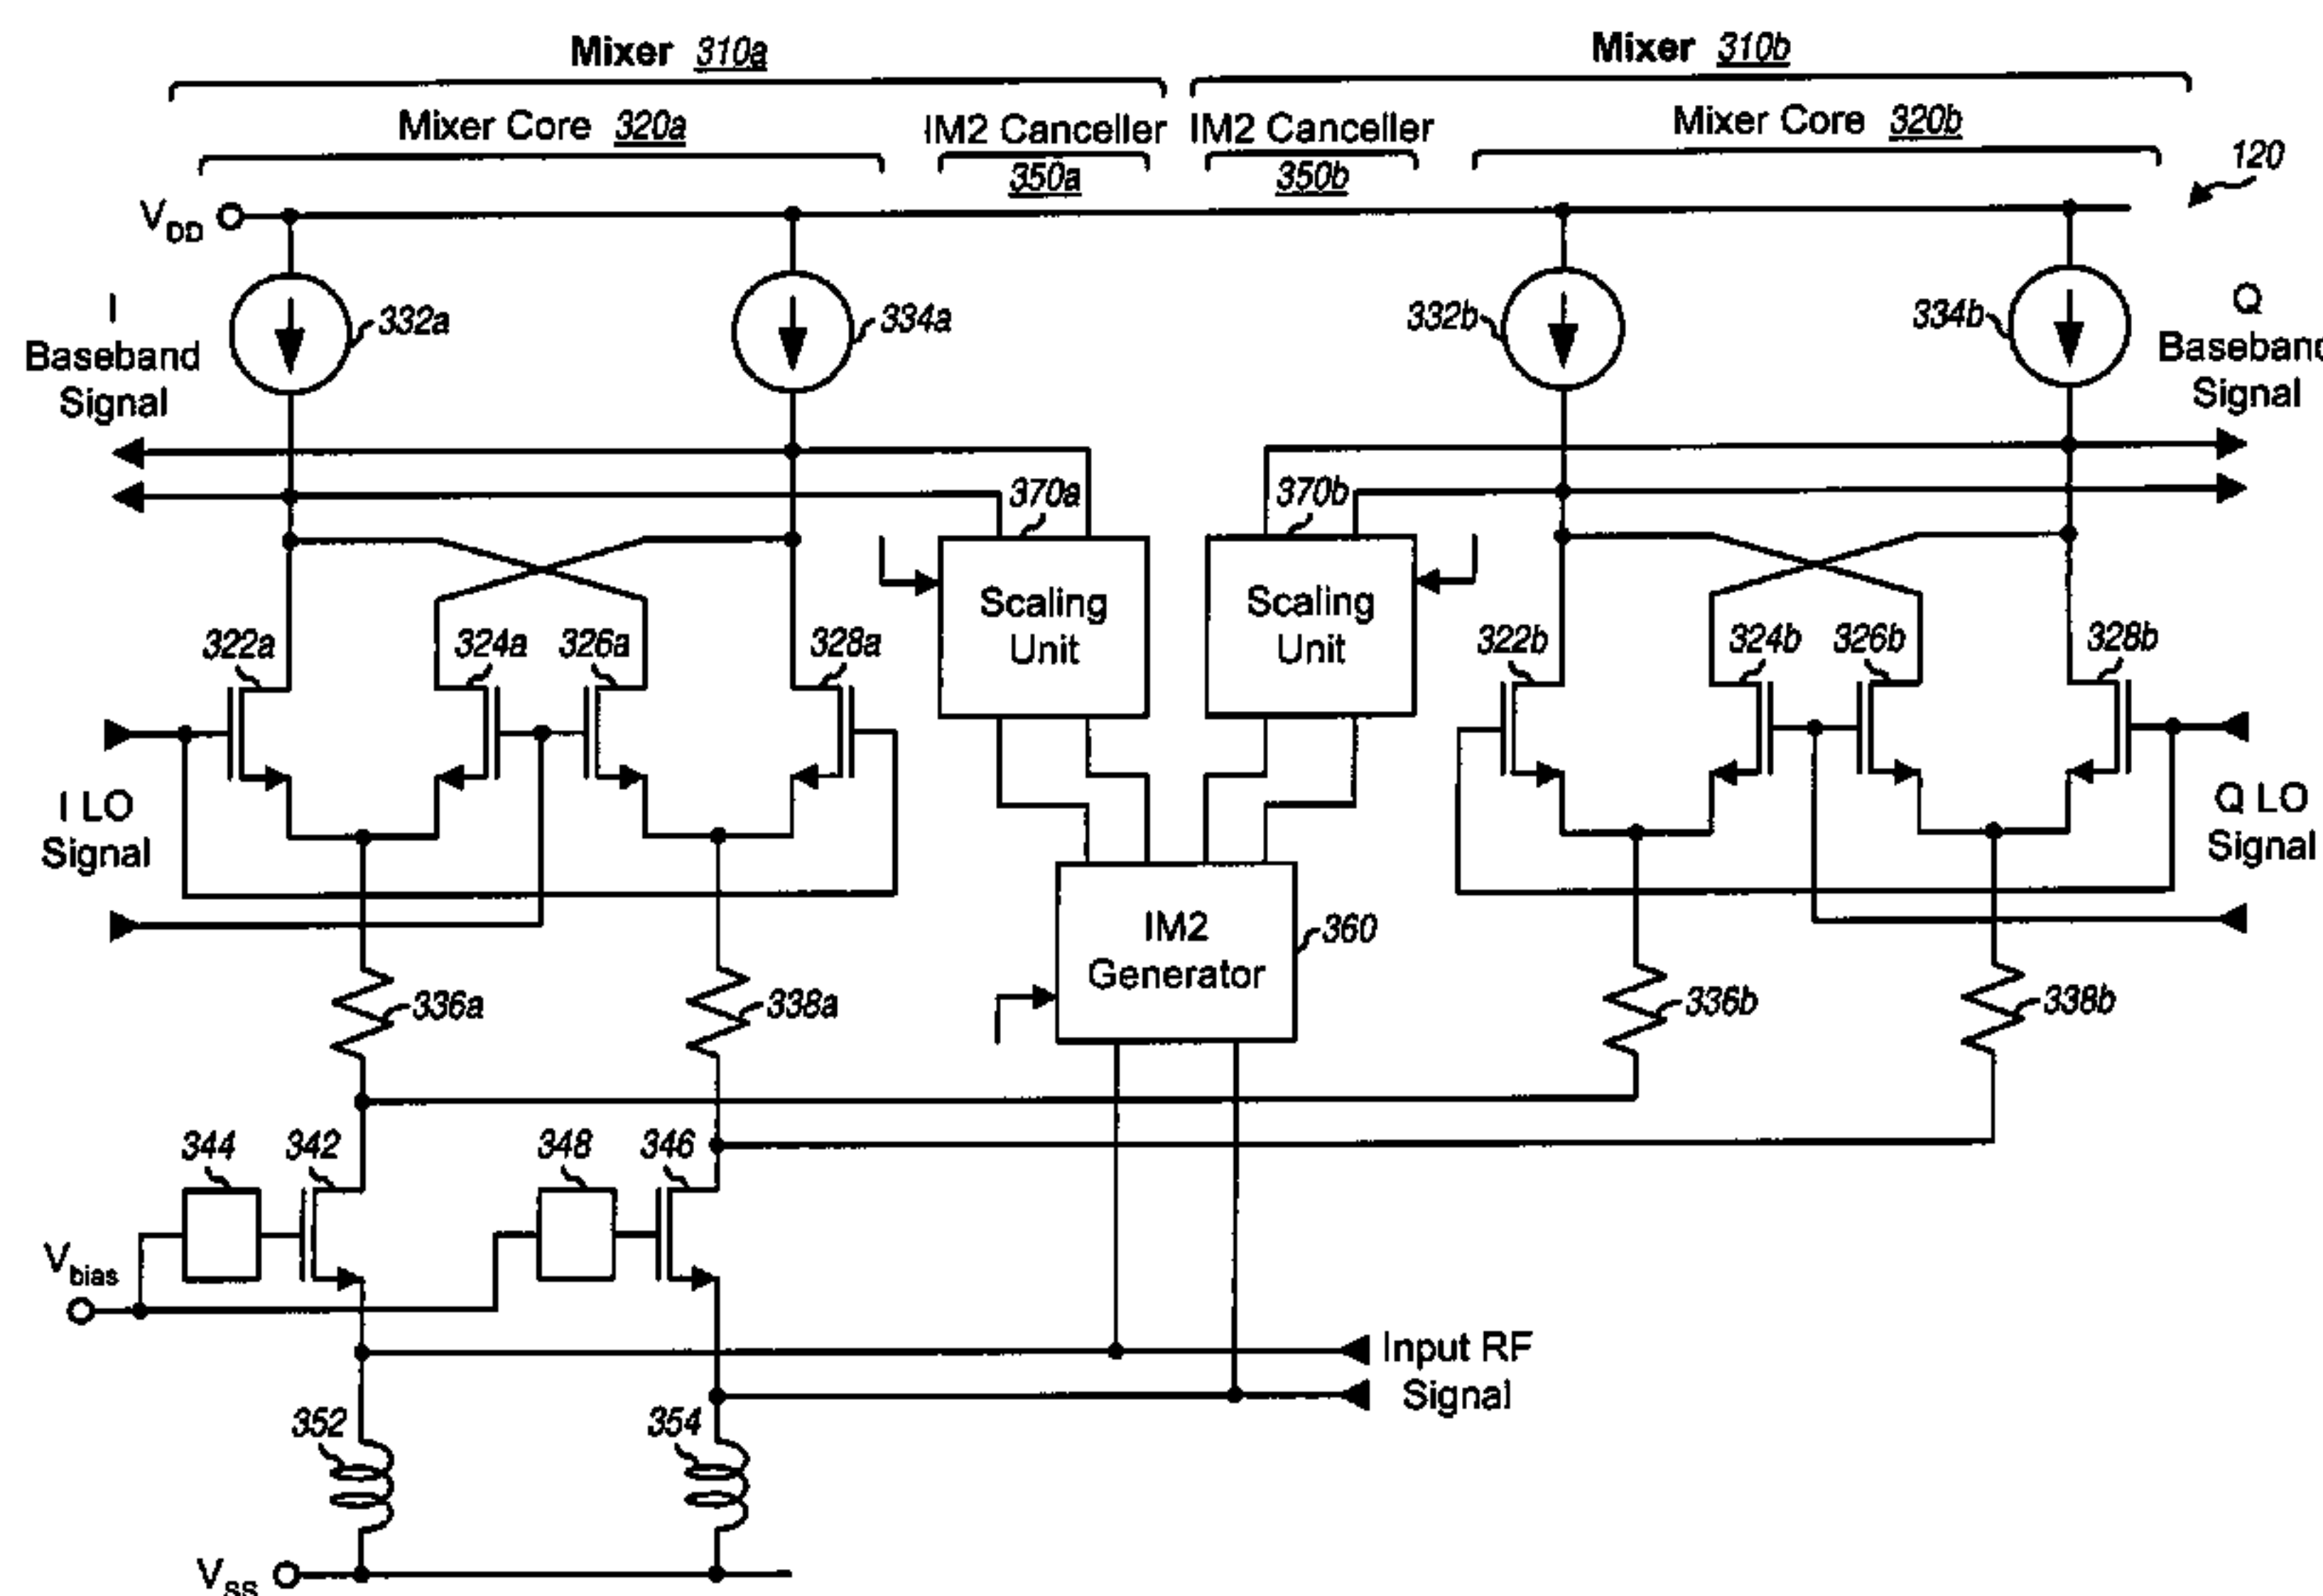 Mixer 310a
Mixer 310b
Mixer Core 320a
IM2 Canceller
350a
IM2 Canceller
350b
Mixer Core 320b
120
VDD
332a
334a
332b
334b
I
Baseband
Signal
Q
Baseband
Signal
370a
370b
Scaling
Unit
Scaling
Unit
322a
324a
326a
328a
322b
324b
326b
328b
I LO
Signal
Q LO
Signal
IM2
Generator
360
336a
338a
336b
338b
344
342
348
346
Vbias
Input RF
Signal
352
354
VSS